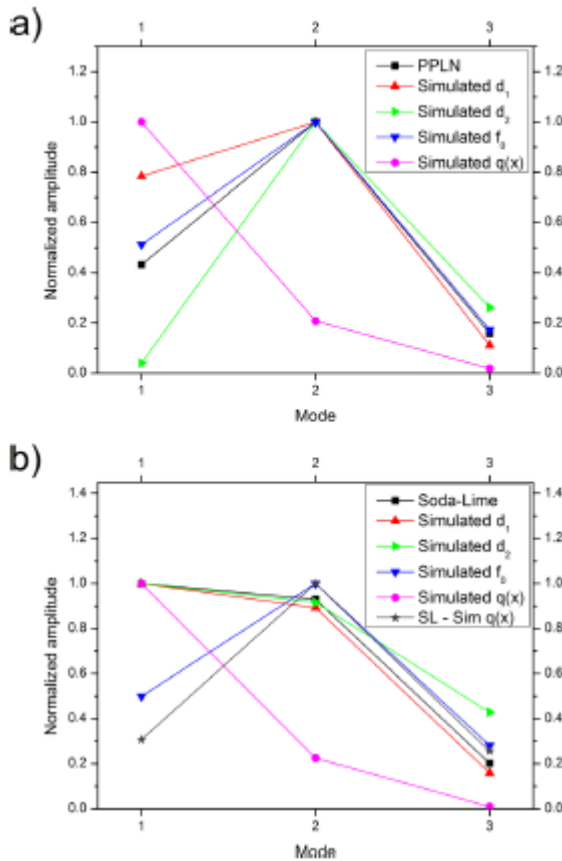 a)
1 2 3
PPLN
Simulated d₁
Simulated d₂
Simulated f₀
Simulated q(x)
Normalized amplitude
1.2 1.2
1.0 1.0
0.8 0.8
0.6 0.6
0.4 0.4
0.2 0.2
0.0 0.0
1 2 3
Mode
b)
1 2 3
Soda-Lime
Simulated d₁
Simulated d₂
Simulated f₀
Simulated q(x)
SL - Sim q(x)
Normalized amplitude
1.4 1.4
1.2 1.2
1.0 1.0
0.8 0.8
0.6 0.6
0.4 0.4
0.2 0.2
0.0 0.0
1 2 3
Mode